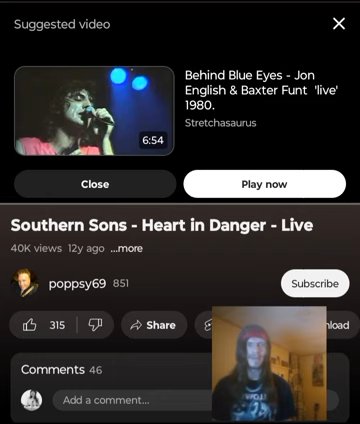 Suggested video
Behind Blue Eyes - Jon
English & Baxter Funt 'live'
1980.
Stretchasaurus
6:54
Close
Play now
Southern Sons - Heart in Danger - Live
40K views 12y ago ...more
poppsy69 851
Subscribe
315
Share
nload
Comments 46
Add a comment...